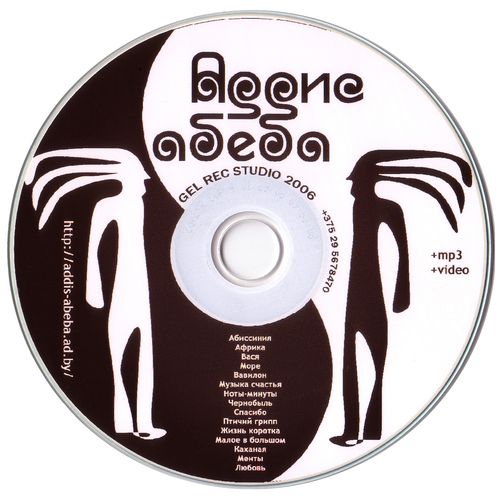 Аддис
абеба
GEL REC STUDIO 2006
+375 29 5678470
http://addis-abeba.ad.by/
+mp3
+video
Абиссиния
Африка
Вася
Море
Вавилон
Музыка счастья
Ноты-минуты
Чернобыль
Спасибо
Птичий грипп
Жизнь коротка
Малое в большом
Каханая
Менты
Любовь